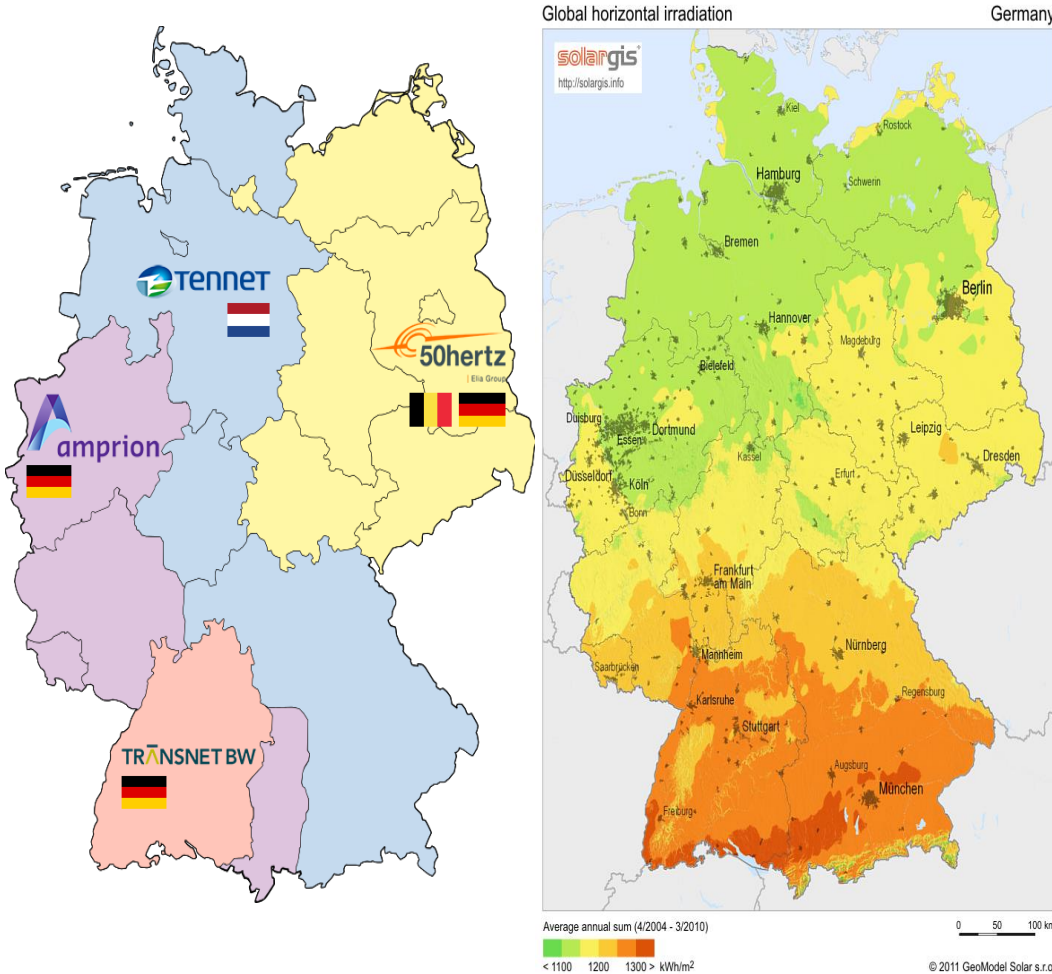 TENNET
50hertz
| Elia Group
amprion
TRANSNET BW
Global horizontal irradiation
Germany
solargis
http://solargis.info
Kiel
Rostock
Hamburg
Schwerin
Bremen
Berlin
Hannover
Magdeburg
Bielefeld
Duisburg
Dortmund
Essen
Leipzig
Kassel
Dresden
Düsseldorf
Erfurt
Köln
Bonn
Frankfurt
am Main
Nürnberg
Mannheim
Saarbrücken
Regensburg
Karlsruhe
Stuttgart
Augsburg
München
Freiburg
Average annual sum (4/2004 - 3/2010)
0 50 100 km
< 1100 1200 1300 > kWh/m²
© 2011 GeoModel Solar s.r.o.